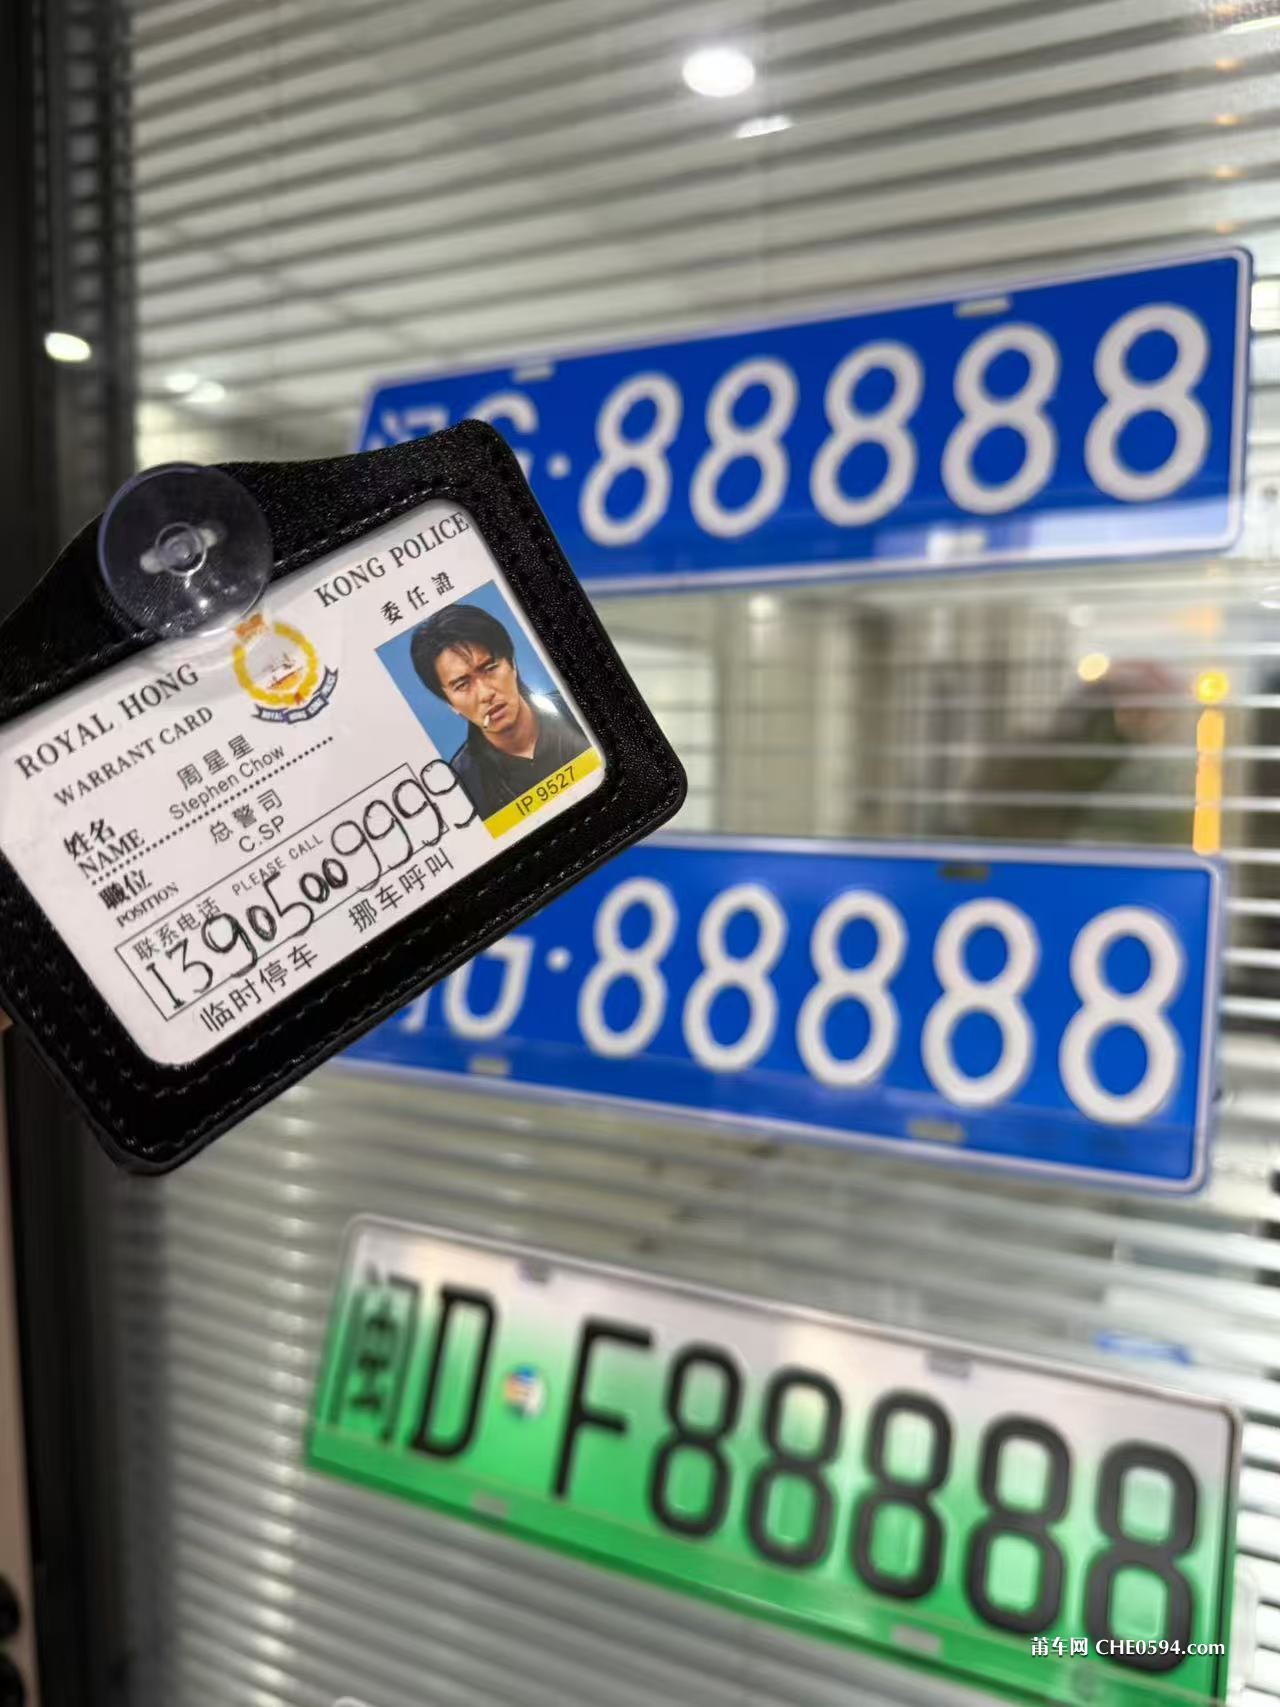 闽G·88888
ROYAL HONG KONG POLICE
WARRANT CARD 委任證
周星星
姓名 Stephen Chow
NAME
总警司
職位 C.SP
POSITION
IP 9527
联系电话 PLEASE CALL
13905009999
临时停车 挪车呼叫
G·88888
闽D·F88888
莆车网 CHE0594.com